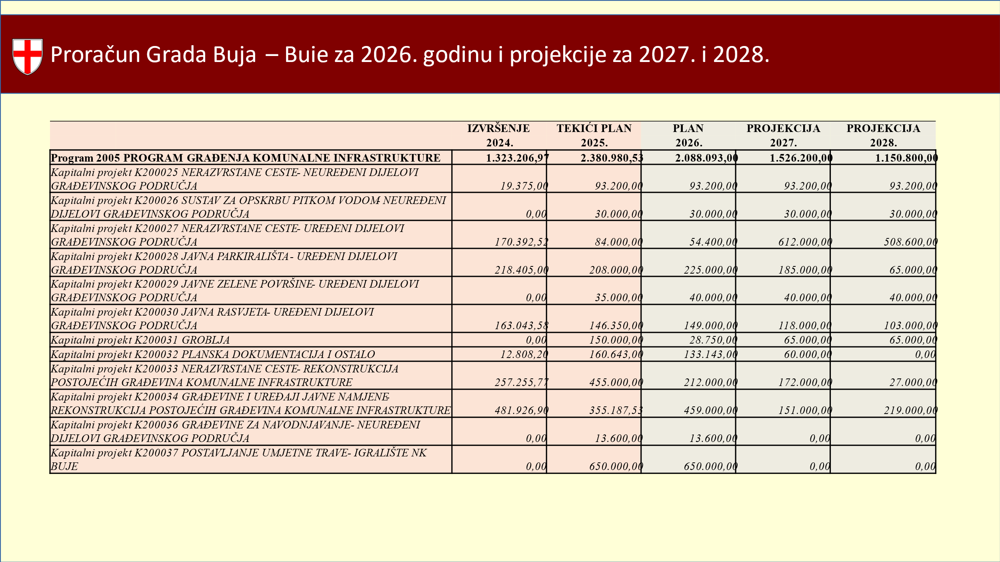 Proračun Grada Buja – Buie za 2026. godinu i projekcije za 2027. i 2028.
IZVRŠENJE 2024. TEKIĆI PLAN 2025. PLAN 2026. PROJEKCIJA 2027. PROJEKCIJA 2028.
Program 2005 PROGRAM GRAĐENJA KOMUNALNE INFRASTRUKTURE 1.323.206,97 2.380.980,53 2.088.093,00 1.526.200,00 1.150.800,00
Kapitalni projekt K200025 NERAZVRSTANE CESTE- NEUREĐENI DIJELOVI
GRAĐEVINSKOG PODRUČJA 19.375,00 93.200,00 93.200,00 93.200,00 93.200,00
Kapitalni projekt K200026 SUSTAV ZA OPSKRBU PITKOM VODOM- NEUREĐENI
DIJELOVI GRAĐEVINSKOG PODRUČJA 0,00 30.000,00 30.000,00 30.000,00 30.000,00
Kapitalni projekt K200027 NERAZVRSTANE CESTE- UREĐENI DIJELOVI
GRAĐEVINSKOG PODRUČJA 170.392,52 84.000,00 54.400,00 612.000,00 508.600,00
Kapitalni projekt K200028 JAVNA PARKIRALIŠTA- UREĐENI DIJELOVI
GRAĐEVINSKOG PODRUČJA 218.405,00 208.000,00 225.000,00 185.000,00 65.000,00
Kapitalni projekt K200029 JAVNE ZELENE POVRŠINE- UREĐENI DIJELOVI
GRAĐEVINSKOG PODRUČJA 0,00 35.000,00 40.000,00 40.000,00 40.000,00
Kapitalni projekt K200030 JAVNA RASVJETA- UREĐENI DIJELOVI
GRAĐEVINSKOG PODRUČJA 163.043,58 146.350,00 149.000,00 118.000,00 103.000,00
Kapitalni projekt K200031 GROBLJA 0,00 150.000,00 28.750,00 65.000,00 65.000,00
Kapitalni projekt K200032 PLANSKA DOKUMENTACIJA I OSTALO 12.808,20 160.643,00 133.143,00 60.000,00 0,00
Kapitalni projekt K200033 NERAZVRSTANE CESTE- REKONSTRUKCIJA
POSTOJEĆIH GRAĐEVINA KOMUNALNE INFRASTRUKTURE 257.255,77 455.000,00 212.000,00 172.000,00 27.000,00
Kapitalni projekt K200034 GRAĐEVINE I UREĐAJI JAVNE NAMJENE-
REKONSTRUKCIJA POSTOJEĆIH GRAĐEVINA KOMUNALNE INFRASTRUKTURE 481.926,90 355.187,53 459.000,00 151.000,00 219.000,00
Kapitalni projekt K200036 GRAĐEVINE ZA NAVODNJAVANJE- NEUREĐENI
DIJELOVI GRAĐEVINSKOG PODRUČJA 0,00 13.600,00 13.600,00 0,00 0,00
Kapitalni projekt K200037 POSTAVLJANJE UMJETNE TRAVE- IGRALIŠTE NK
BUJE 0,00 650.000,00 650.000,00 0,00 0,00